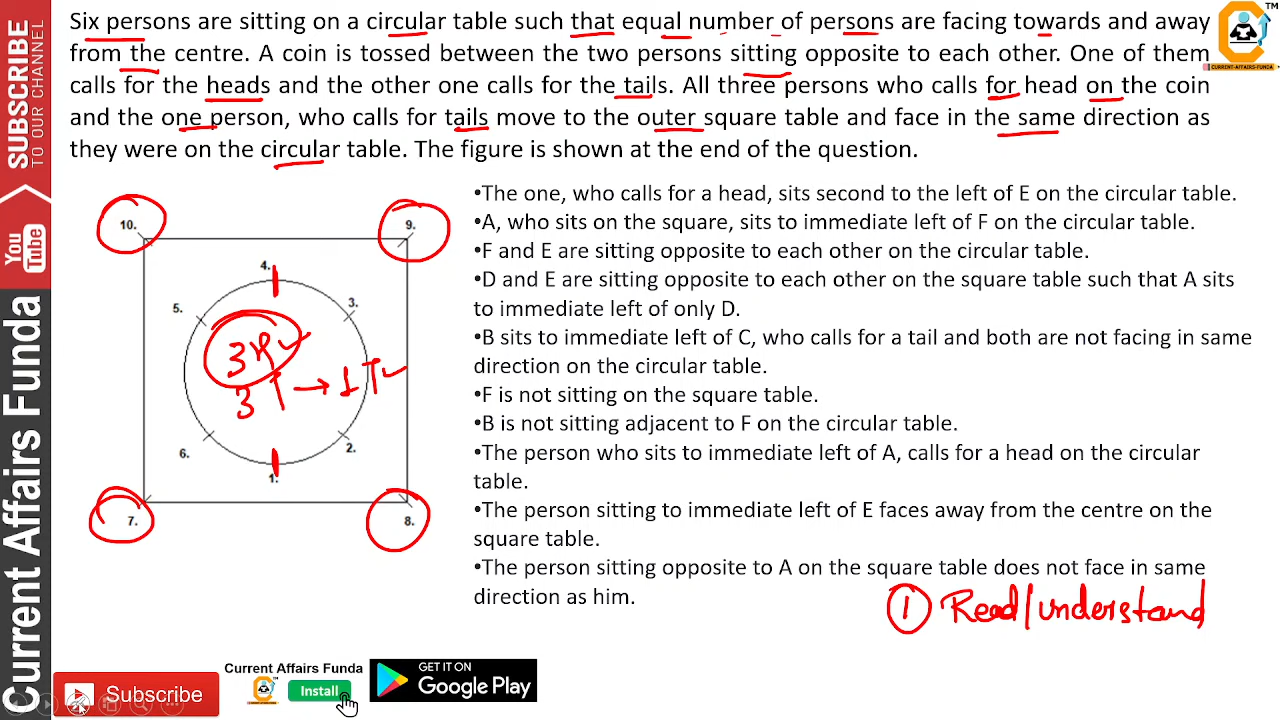 Six persons are sitting on a circular table such that equal number of persons are facing towards and away
from the centre. A coin is tossed between the two persons sitting opposite to each other. One of them
calls for the heads and the other one calls for the tails. All three persons who calls for head on the coin
and the one person, who calls for tails move to the outer square table and face in the same direction as
they were on the circular table. The figure is shown at the end of the question.
TM
CURRENT-AFFAIRS-FUNDA
SUBSCRIBE
TO OUR CHANNEL
YouTube
Current Affairs Funda
10.
9.
4.
5.
3.
3H
3T → 1T
6.
2.
1.
7.
8.
•The one, who calls for a head, sits second to the left of E on the circular table.
•A, who sits on the square, sits to immediate left of F on the circular table.
•F and E are sitting opposite to each other on the circular table.
•D and E are sitting opposite to each other on the square table such that A sits
to immediate left of only D.
•B sits to immediate left of C, who calls for a tail and both are not facing in same
direction on the circular table.
•F is not sitting on the square table.
•B is not sitting adjacent to F on the circular table.
•The person who sits to immediate left of A, calls for a head on the circular
table.
•The person sitting to immediate left of E faces away from the centre on the
square table.
•The person sitting opposite to A on the square table does not face in same
direction as him.
1 Read/understand
Subscribe
Current Affairs Funda
Install
GET IT ON
Google Play